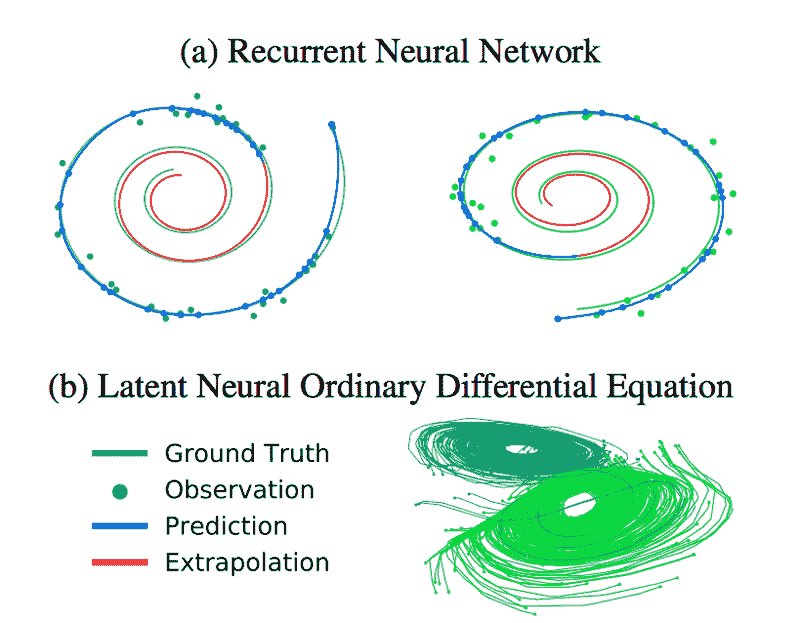 (a) Recurrent Neural Network
(b) Latent Neural Ordinary Differential Equation
Ground Truth
Observation
Prediction
Extrapolation